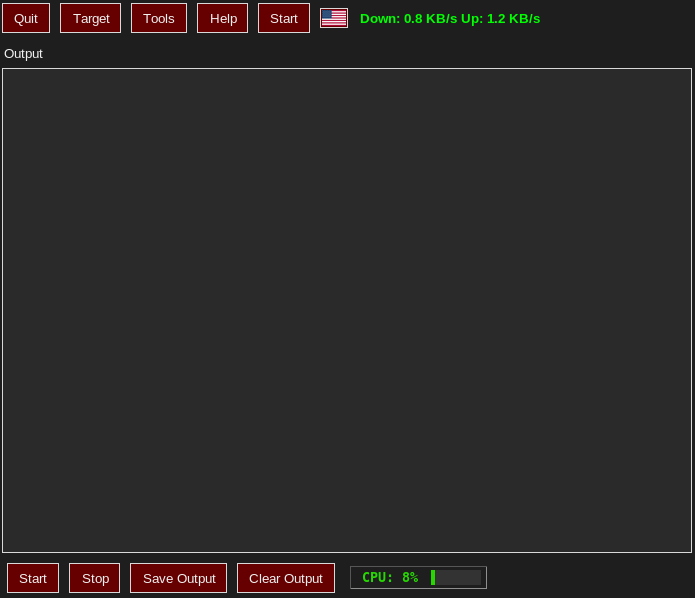 Quit Target Tools Help Start Down: 0.8 KB/s Up: 1.2 KB/s
Output
Start Stop Save Output Clear Output CPU: 8%